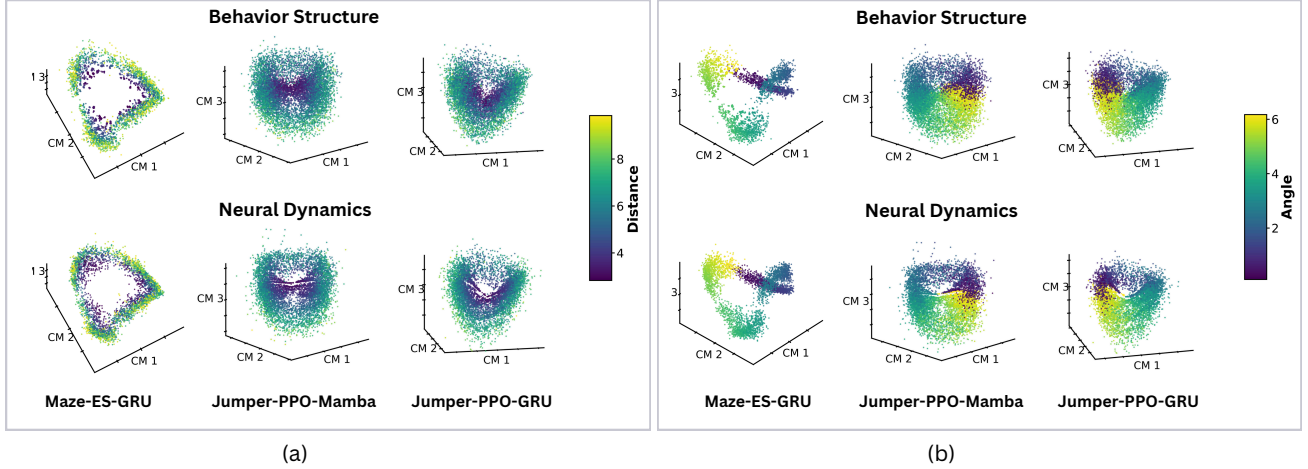 Behavior Structure
1 3
CM 2
CM 1
CM 3
CM 2
CM 1
CM 3
CM 2
CM 1
8
6
4
Distance
Neural Dynamics
1 3
CM 2
CM 1
CM 3
CM 2
CM 1
CM 3
CM 2
CM 1
Maze-ES-GRU
Jumper-PPO-Mamba
Jumper-PPO-GRU
(a)
Behavior Structure
3.
CM 2
CM 1
CM 3
CM 2
CM 1
CM 3
CM 2
CM 1
6
4
2
Angle
Neural Dynamics
3.
CM 2
CM 1
CM 3
CM 2
CM 1
CM 3
CM 2
CM 1
Maze-ES-GRU
Jumper-PPO-Mamba
Jumper-PPO-GRU
(b)